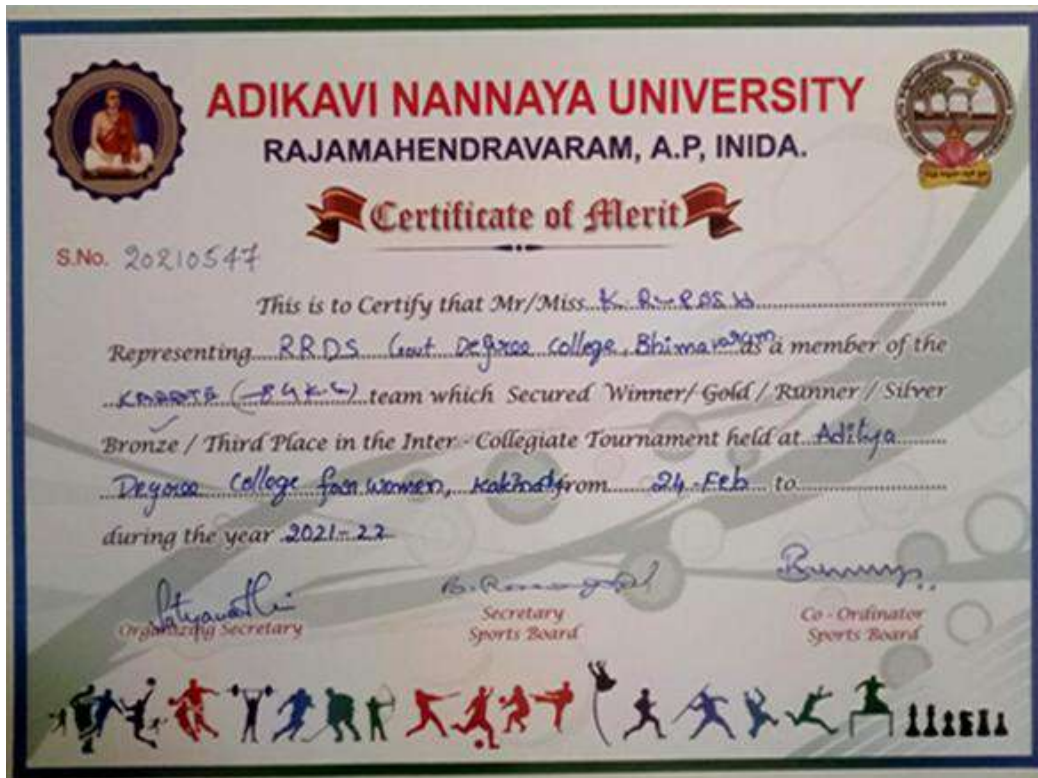 ADIKAVI NANNAYA UNIVERSITY
RAJAMAHENDRAVARAM, A.P, INIDA.
Certificate of Merit
S.No. 20210547
This is to Certify that Mr/Miss K.
Representing RRDS Govt Degree College, Bhimavaram as a member of the
team which Secured Winner/ Gold / Runner / Silver
Bronze / Third Place in the Inter - Collegiate Tournament held at Aditya
Degree College for women, from 24-Feb to
during the year 2021-22
Organizing Secretary
Secretary
Sports Board
Co - Ordinator
Sports Board